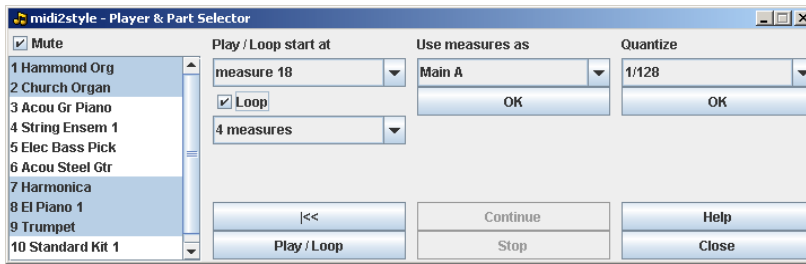 midi2style - Player & Part Selector
Mute
Play / Loop start at
Use measures as
Quantize
1 Hammond Org
2 Church Organ
3 Acou Gr Piano
4 String Ensem 1
5 Elec Bass Pick
6 Acou Steel Gtr
7 Harmonica
8 El Piano 1
9 Trumpet
10 Standard Kit 1
measure 18
Main A
1/128
Loop
OK
OK
4 measures
|<<
Continue
Help
Play / Loop
Stop
Close